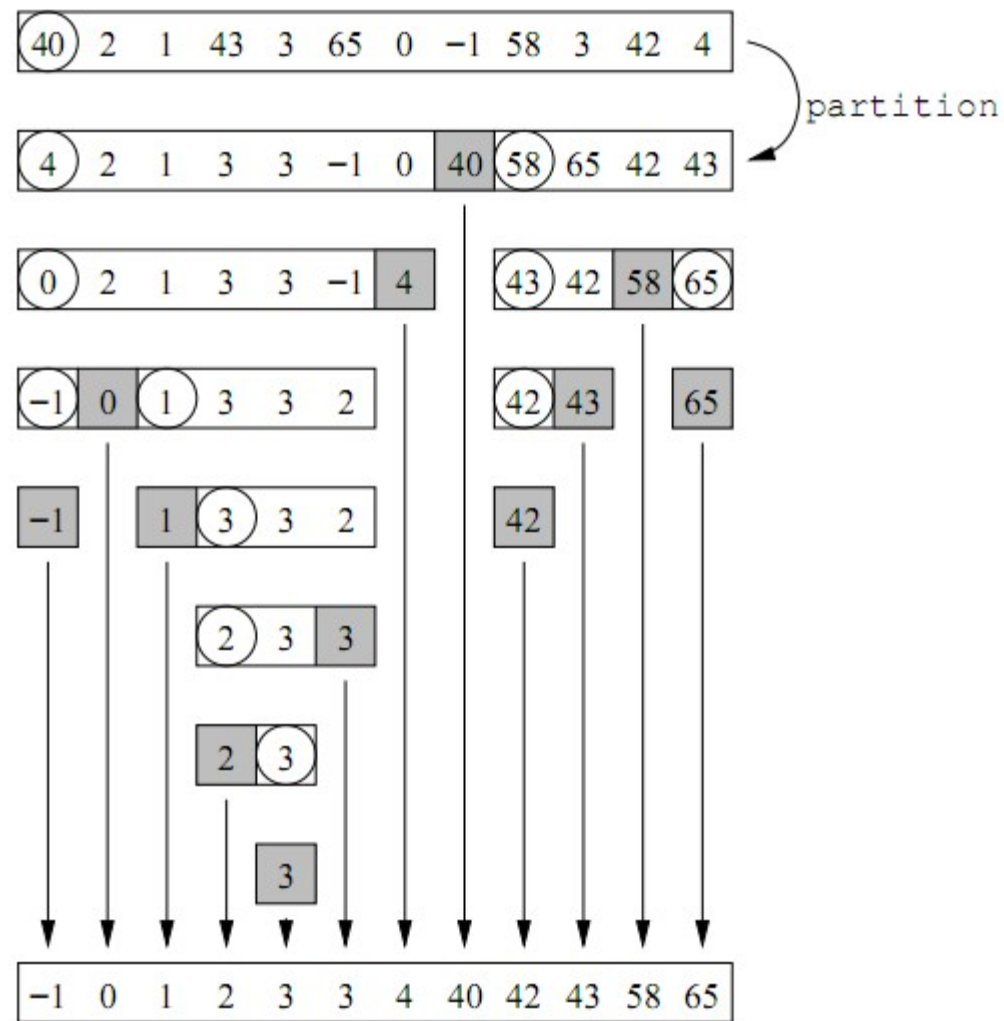 40 2 1 43 3 65 0 −1 58 3 42 4
partition
4 2 1 3 3 −1 0 40 58 65 42 43
0 2 1 3 3 −1 4 43 42 58 65
−1 0 1 3 3 2 42 43 65
−1 1 3 3 2 42
2 3 3
2 3
3
−1 0 1 2 3 3 4 40 42 43 58 65